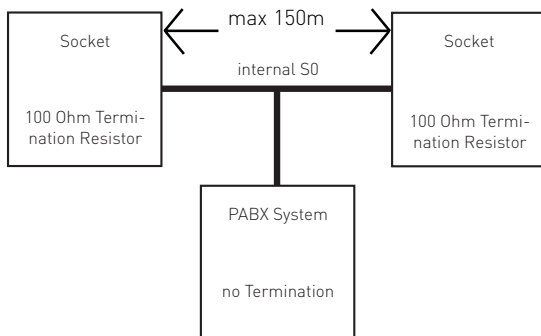 max 150m
Socket
Socket
internal S0
100 Ohm Termi-
nation Resistor
100 Ohm Termi-
nation Resistor
PABX System
no Termination